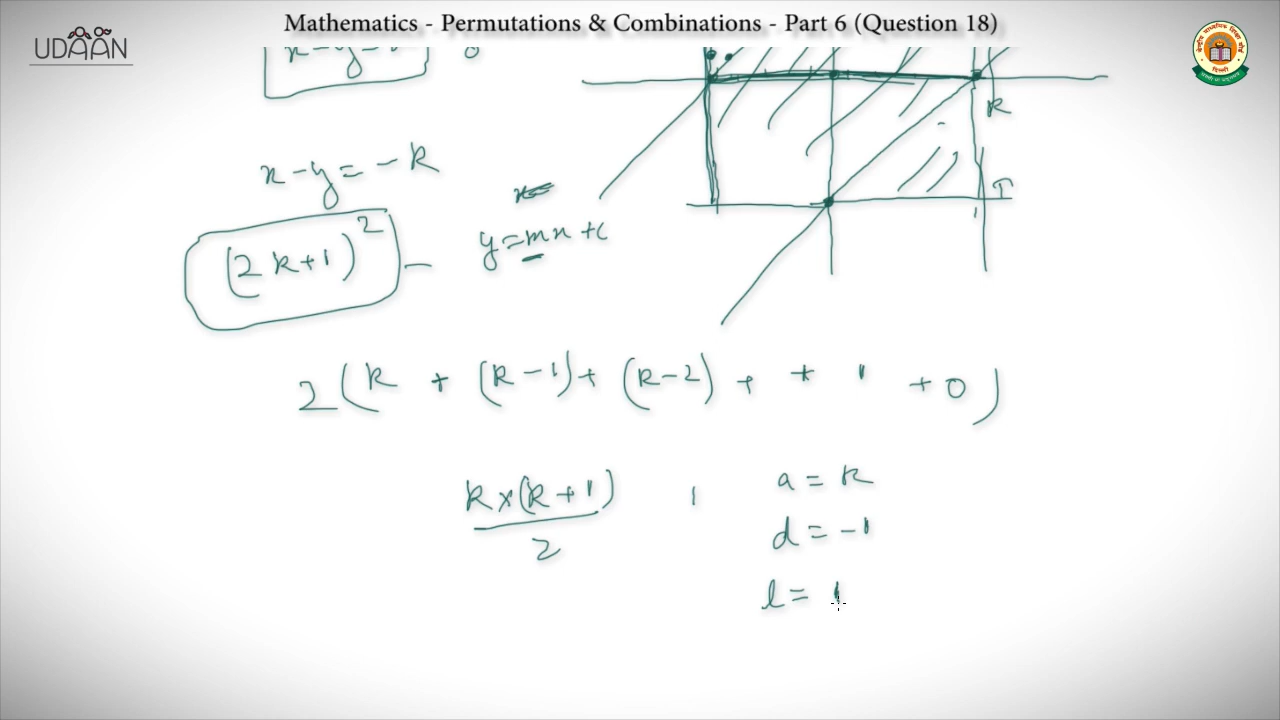 Mathematics - Permutations & Combinations - Part 6 (Question 18)
UDAAN
R
x-y = -k
T
y = mx + c
(2k+1)² -
2(k + (k-1) + (k-2) + + 1 + 0)
k×(k+1)/2 , a = k
d = -1
l = 1